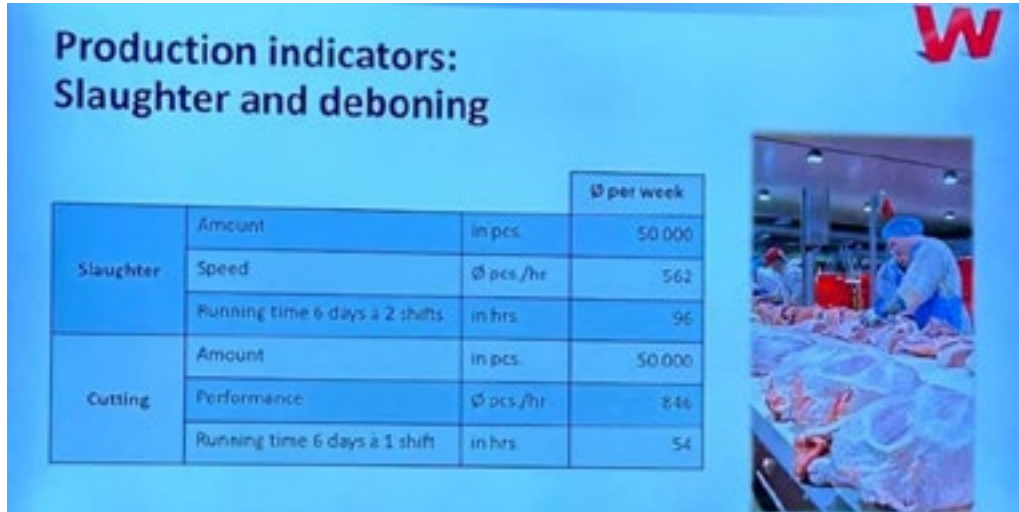 W
Production indicators:
Slaughter and deboning
Ø per week
Slaughter Amount in pcs. 50 000
Speed Ø pcs./hr 562
Running time 6 days à 2 shifts in hrs. 96
Cutting Amount in pcs. 50 000
Performance Ø pcs./hr 846
Running time 6 days à 1 shift in hrs. 54